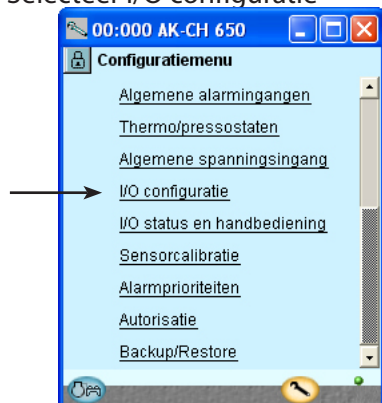 Selecteer I/O configuratie
00:000 AK-CH 650
Configuratiemenu
Algemene alarmingangen
Thermo/pressostaten
Algemene spanningsingang
I/O configuratie
I/O status en handbediening
Sensorcalibratie
Alarmprioriteiten
Autorisatie
Backup/Restore